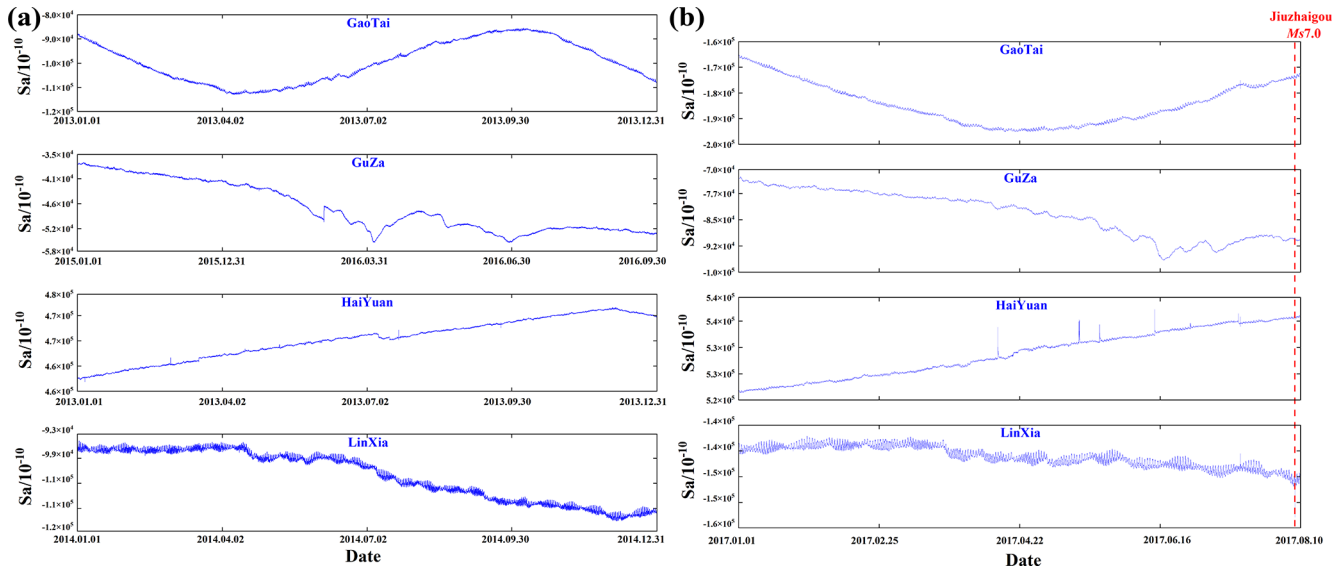 (a)
GaoTai
Sa/10⁻¹⁰
-8.0×10⁴
-9.0×10⁴
-1.0×10⁵
-1.1×10⁵
-1.2×10⁵
2013.01.01 2013.04.02 2013.07.02 2013.09.30 2013.12.31
GuZa
Sa/10⁻¹⁰
-3.5×10⁴
-4.1×10⁴
-4.6×10⁴
-5.2×10⁴
-5.8×10⁴
2015.01.01 2015.12.31 2016.03.31 2016.06.30 2016.09.30
HaiYuan
Sa/10⁻¹⁰
4.8×10⁵
4.7×10⁵
4.6×10⁵
4.6×10⁵
2013.01.01 2013.04.02 2013.07.02 2013.09.30 2013.12.31
LinXia
Sa/10⁻¹⁰
-9.3×10⁴
-9.9×10⁴
-1.1×10⁵
-1.2×10⁵
2014.01.01 2014.04.02 2014.07.02 2014.09.30 2014.12.31
Date
(b)
Jiuzhaigou
Ms7.0
GaoTai
Sa/10⁻¹⁰
-1.6×10⁵
-1.7×10⁵
-1.8×10⁵
-1.9×10⁵
-2.0×10⁵
GuZa
Sa/10⁻¹⁰
-7.0×10⁴
-7.7×10⁴
-8.5×10⁴
-9.2×10⁴
-1.0×10⁵
HaiYuan
Sa/10⁻¹⁰
5.4×10⁵
5.4×10⁵
5.3×10⁵
5.3×10⁵
5.2×10⁵
LinXia
Sa/10⁻¹⁰
-1.4×10⁵
-1.4×10⁵
-1.5×10⁵
-1.5×10⁵
-1.6×10⁵
2017.01.01 2017.02.25 2017.04.22 2017.06.16 2017.08.10
Date